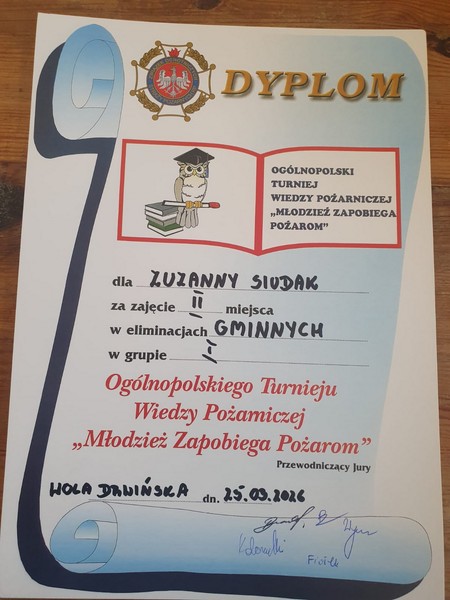 DYPLOM
OGÓLNOPOLSKI
TURNIEJ
WIEDZY POŻARNICZEJ
„MŁODZIEŻ ZAPOBIEGA
POŻAROM"
dla ZUZANNY SIUDAK
za zajęcie II miejsca
w eliminacjach GMINNYCH
w grupie I
Ogólnopolskiego Turnieju
Wiedzy Pożarniczej
„Młodzież Zapobiega Pożarom"
Przewodniczący Jury
WOLA DRWIŃSKA dn. 25.03.2026